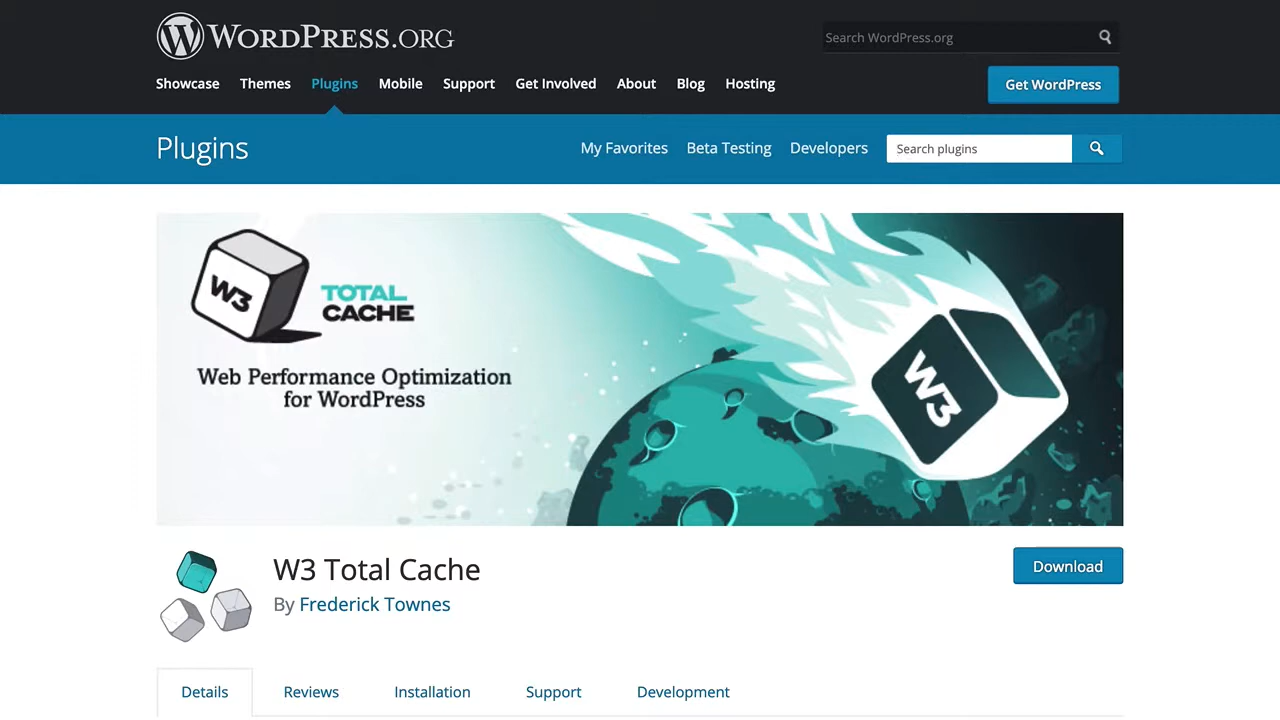 WORDPRESS.ORG
Search WordPress.org
Showcase Themes Plugins Mobile Support Get Involved About Blog Hosting
Get WordPress
Plugins
My Favorites Beta Testing Developers
Search plugins
W3
TOTAL
CACHE
Web Performance Optimization
for WordPress
W3
W3 Total Cache
By Frederick Townes
Download
Details Reviews Installation Support Development